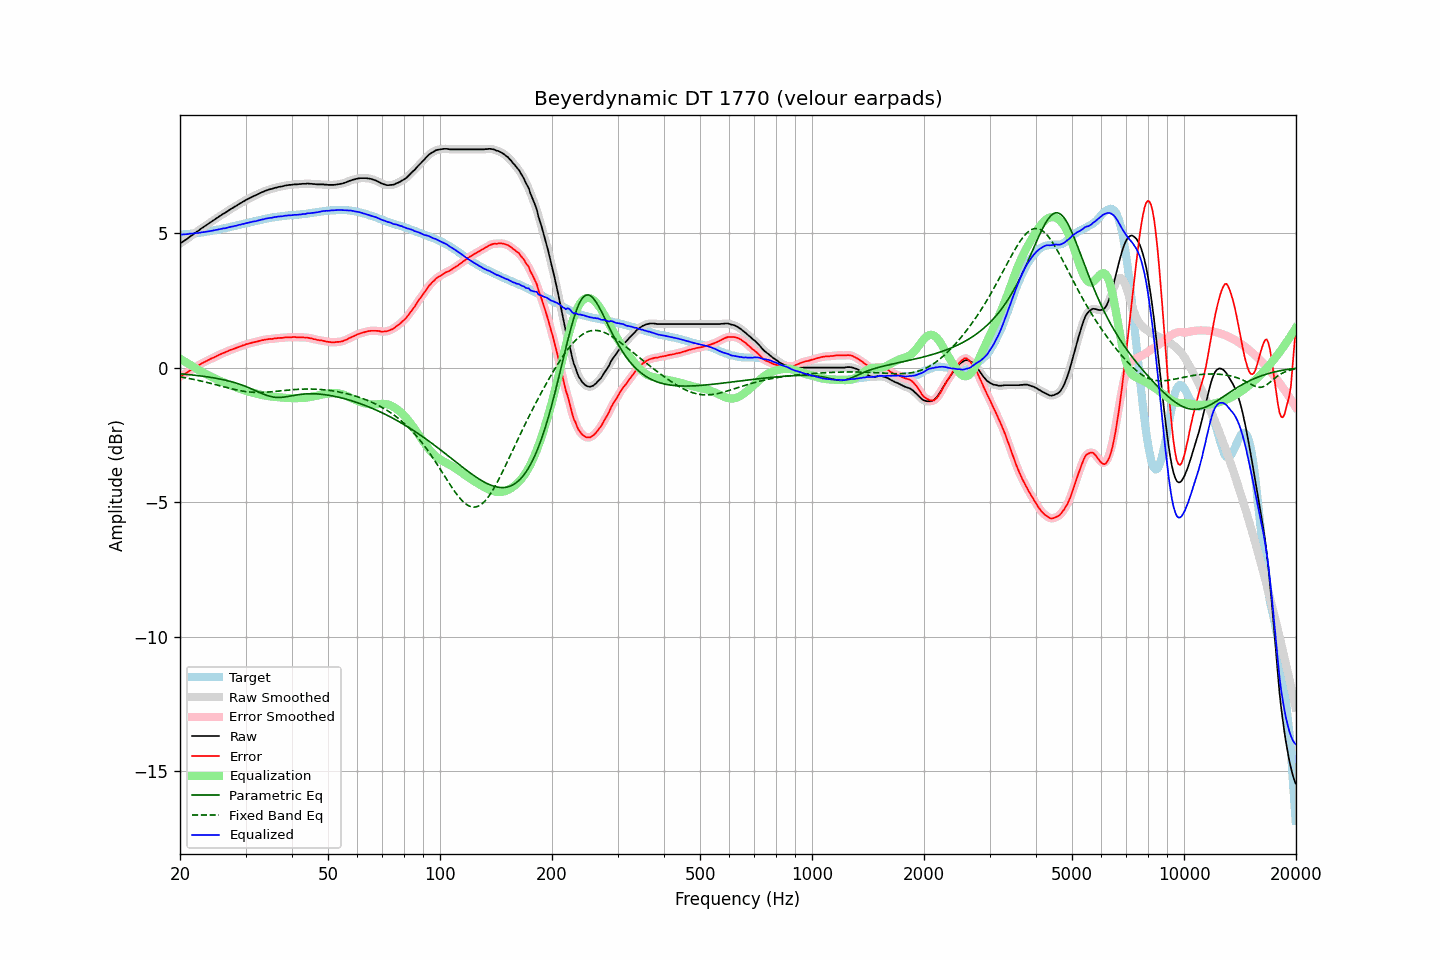 Beyerdynamic DT 1770 (velour earpads)
Amplitude (dBr)
5
0
−5
−10
−15
Target
Raw Smoothed
Error Smoothed
Raw
Error
Equalization
Parametric Eq
Fixed Band Eq
Equalized
20 50 100 200 500 1000 2000 5000 10000 20000
Frequency (Hz)